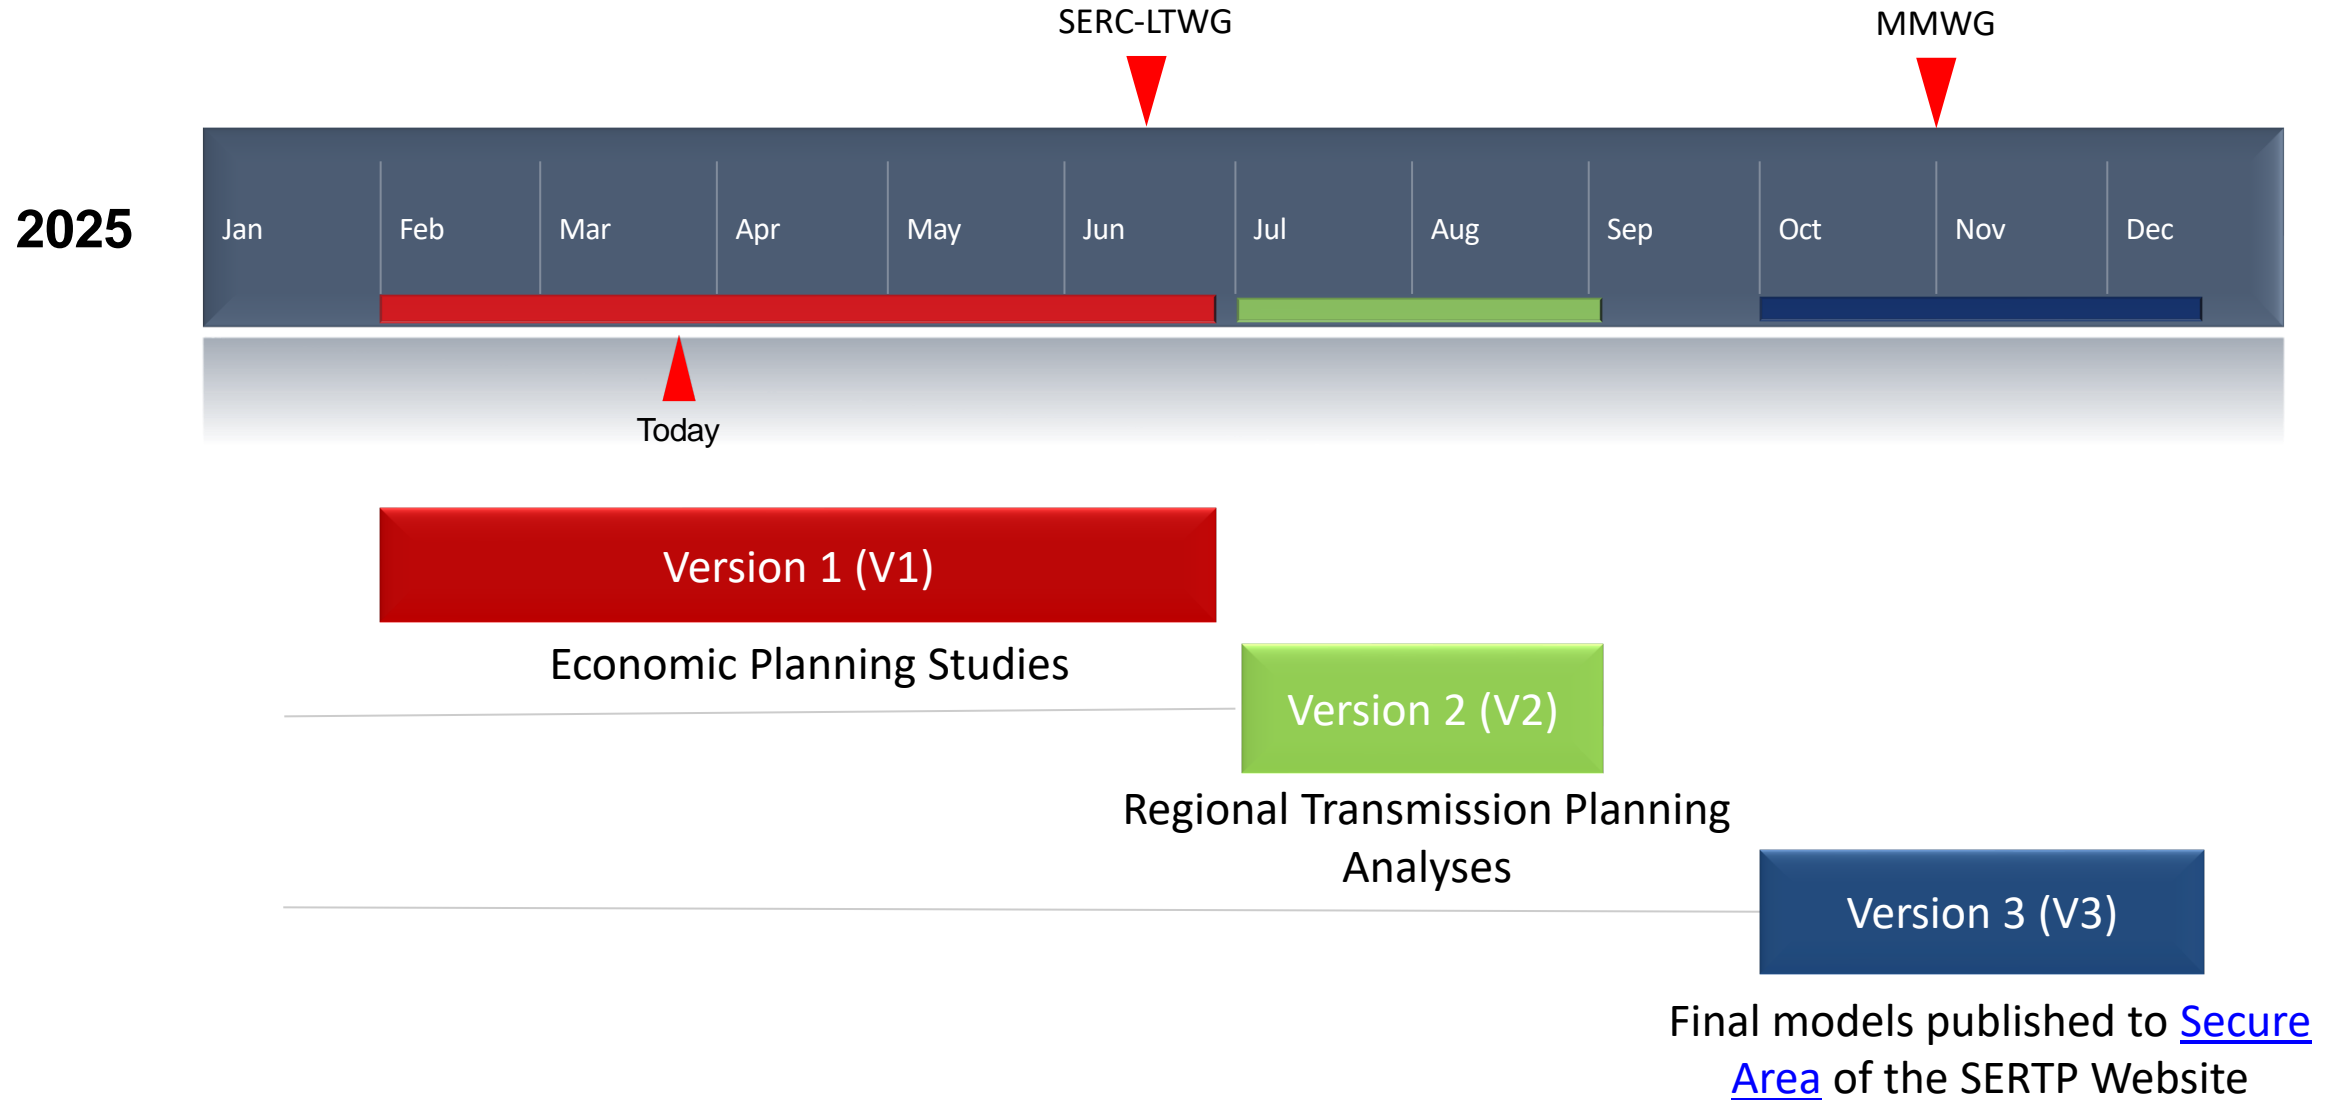 SERC-LTWG
MMWG
2025
Jan
Feb
Mar
Apr
May
Jun
Jul
Aug
Sep
Oct
Nov
Dec
Today
Version 1 (V1)
Economic Planning Studies
Version 2 (V2)
Regional Transmission Planning
Analyses
Version 3 (V3)
Final models published to Secure
Area of the SERTP Website